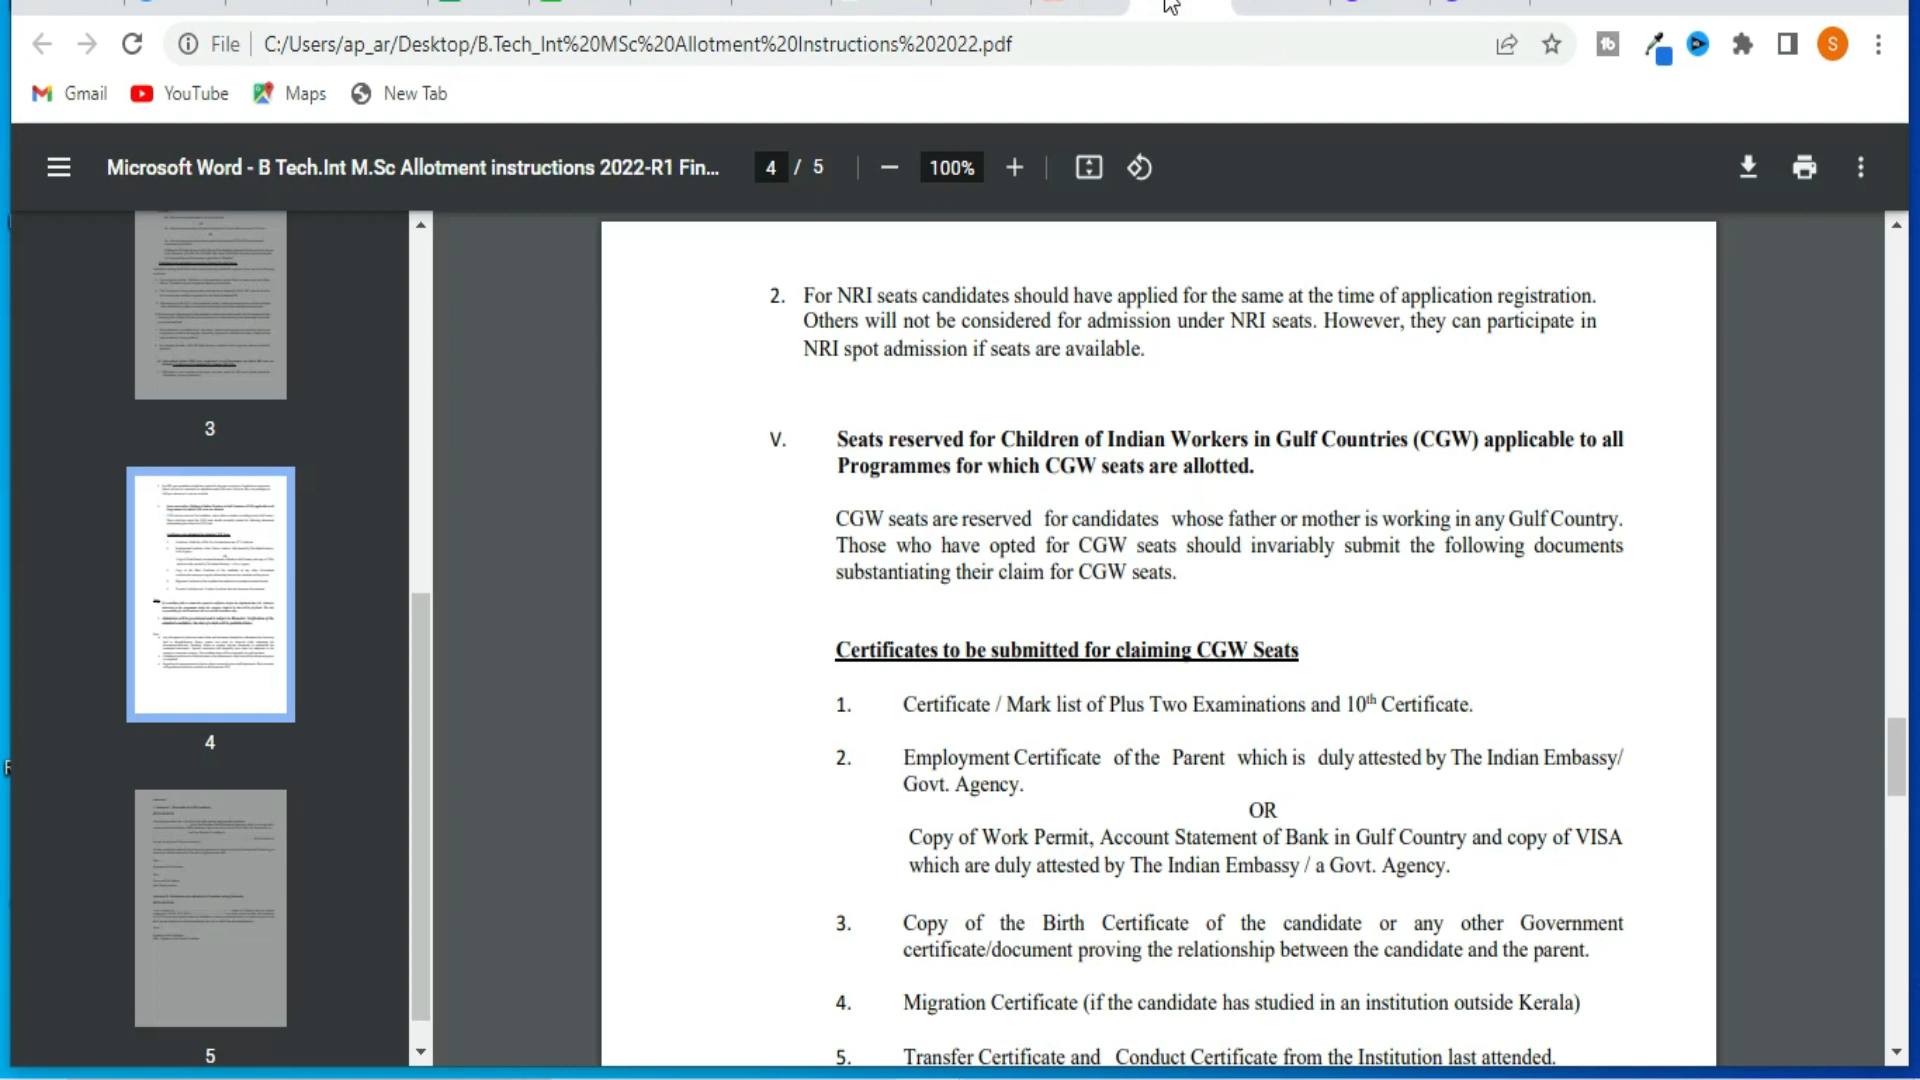 File C:/Users/ap_ar/Desktop/B.Tech_Int%20MSc%20Allotment%20Instructions%202022.pdf
S
Gmail YouTube Maps New Tab
Microsoft Word - B Tech.Int M.Sc Allotment instructions 2022-R1 Fin... 4 / 5 100%
3
4
5
2. For NRI seats candidates should have applied for the same at the time of application registration.
Others will not be considered for admission under NRI seats. However, they can participate in
NRI spot admission if seats are available.
V. Seats reserved for Children of Indian Workers in Gulf Countries (CGW) applicable to all
Programmes for which CGW seats are allotted.
CGW seats are reserved for candidates whose father or mother is working in any Gulf Country.
Those who have opted for CGW seats should invariably submit the following documents
substantiating their claim for CGW seats.
Certificates to be submitted for claiming CGW Seats
1. Certificate / Mark list of Plus Two Examinations and 10th Certificate.
2. Employment Certificate of the Parent which is duly attested by The Indian Embassy/
Govt. Agency.
OR
Copy of Work Permit, Account Statement of Bank in Gulf Country and copy of VISA
which are duly attested by The Indian Embassy / a Govt. Agency.
3. Copy of the Birth Certificate of the candidate or any other Government
certificate/document proving the relationship between the candidate and the parent.
4. Migration Certificate (if the candidate has studied in an institution outside Kerala)
5. Transfer Certificate and Conduct Certificate from the Institution last attended.